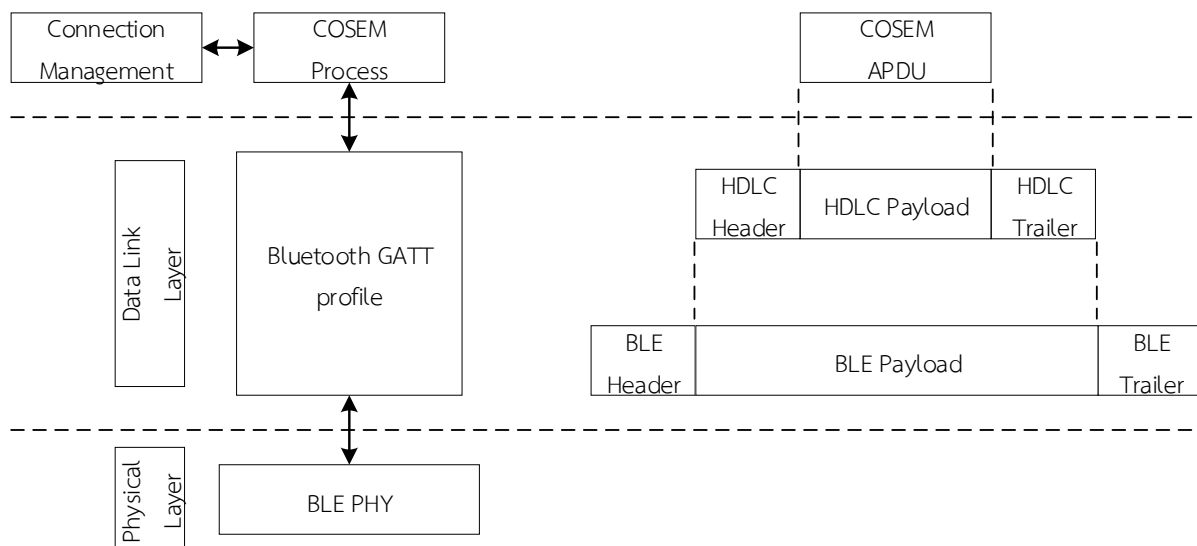 Connection
Management
COSEM
Process
COSEM
APDU
Data Link
Layer
Bluetooth GATT
profile
HDLC
Header
HDLC Payload
HDLC
Trailer
BLE
Header
BLE Payload
BLE
Trailer
Physical
Layer
BLE PHY